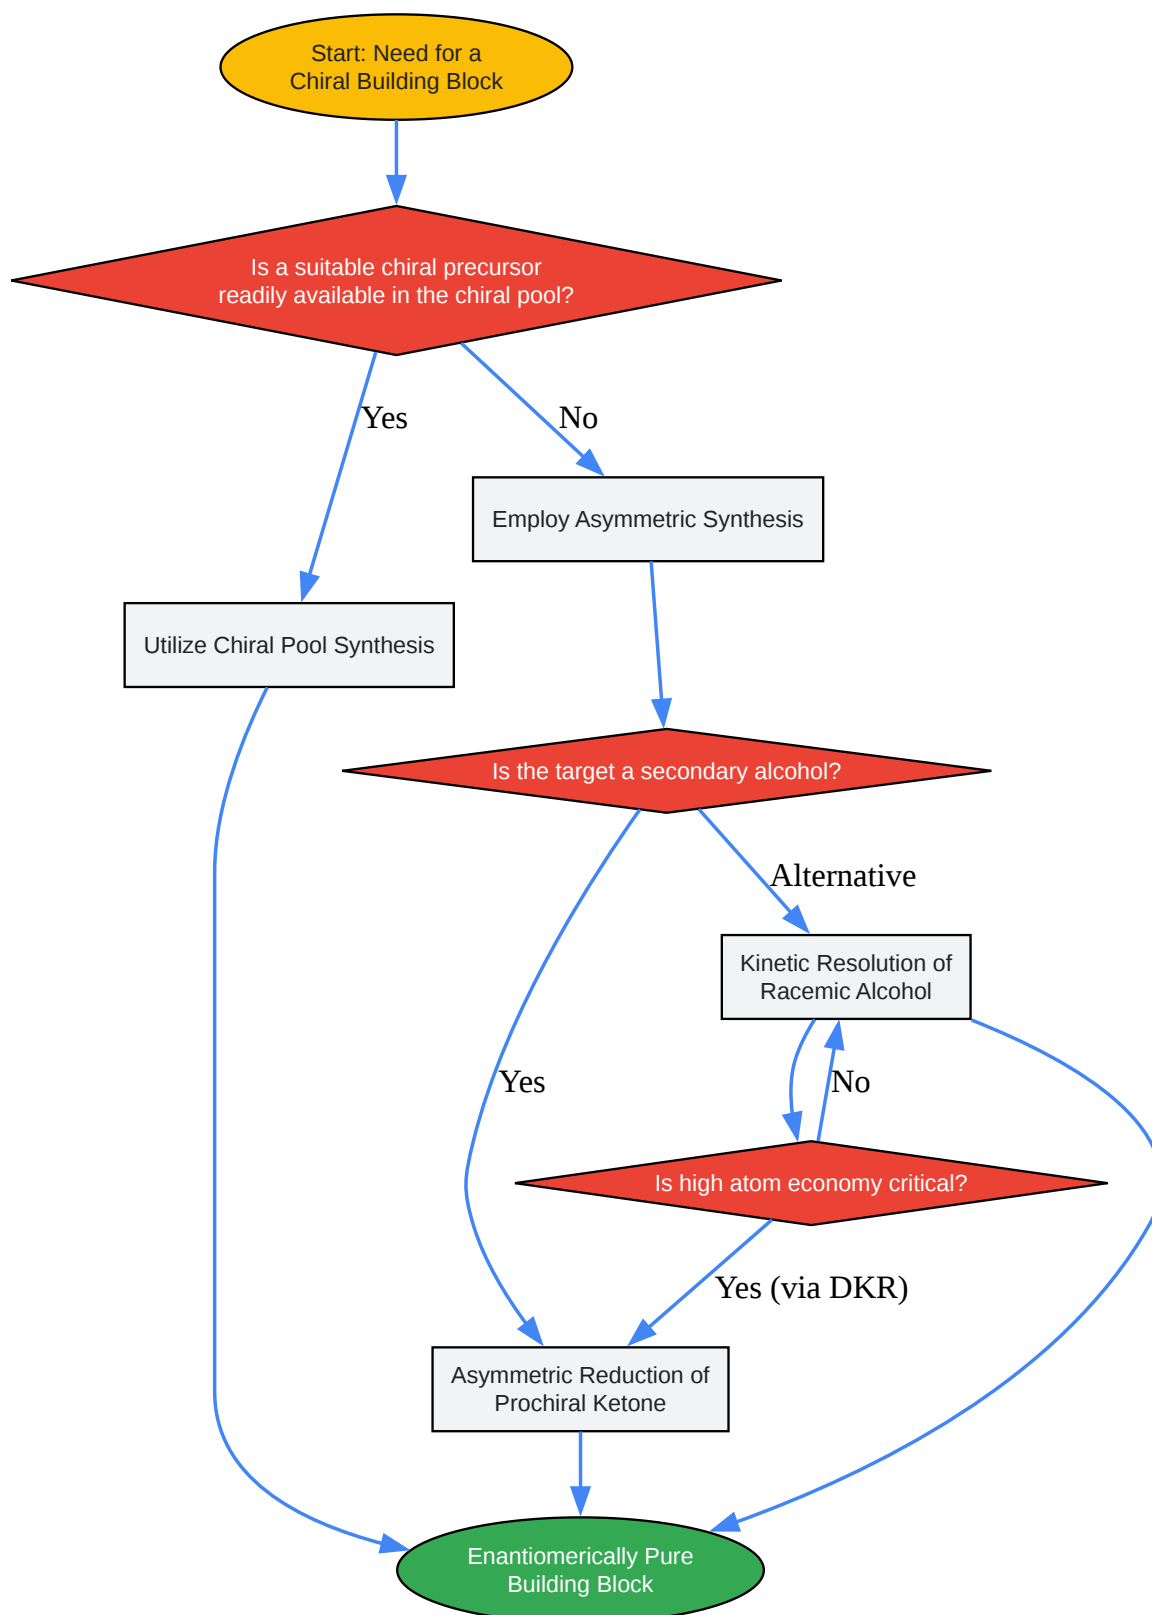 Start: Need for a
Chiral Building Block
Is a suitable chiral precursor
readily available in the chiral pool?
Yes
No
Employ Asymmetric Synthesis
Utilize Chiral Pool Synthesis
Is the target a secondary alcohol?
Alternative
Kinetic Resolution of
Racemic Alcohol
Yes
No
Is high atom economy critical?
Yes (via DKR)
Asymmetric Reduction of
Prochiral Ketone
Enantiomerically Pure
Building Block